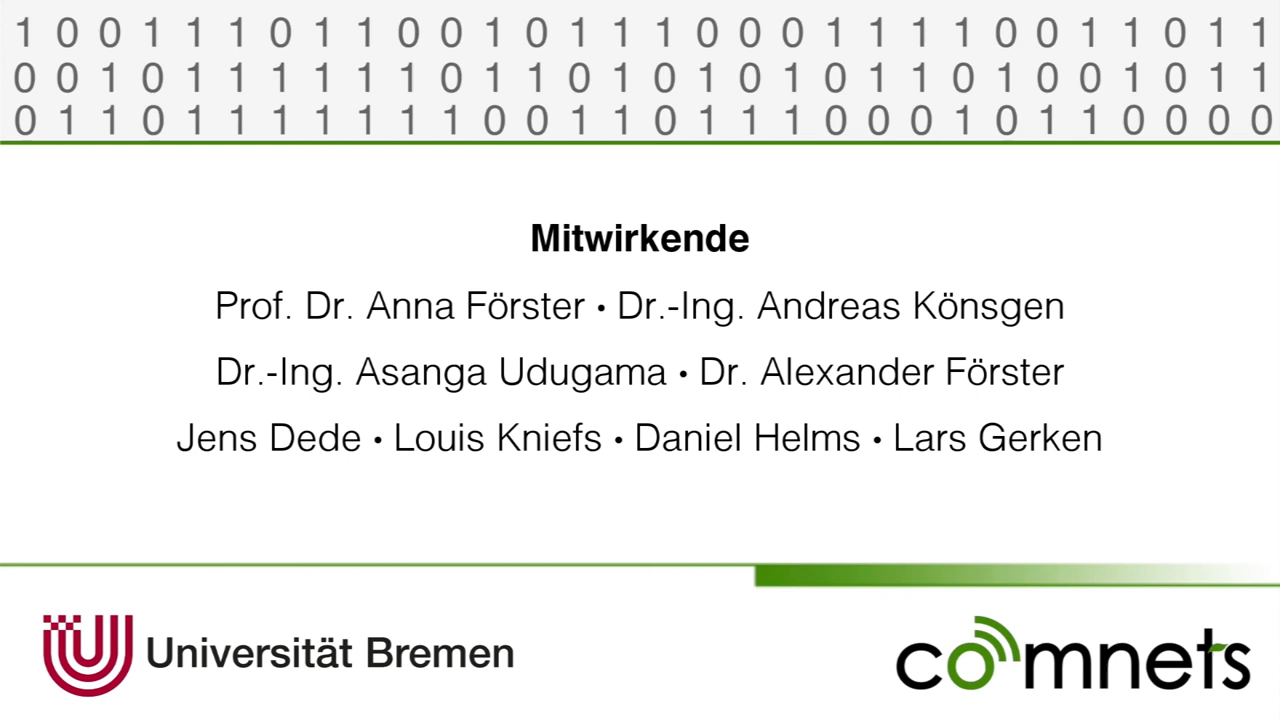 1 0 0 1 1 1 0 1 1 0 0 1 0 1 1 1 0 0 0 1 1 1 1 0 0 1 1 0 1 1
0 0 1 0 1 1 1 1 1 1 0 1 1 0 1 0 1 0 1 0 1 1 0 1 0 0 1 0 1 1
0 1 1 0 1 1 1 1 1 1 1 0 0 1 1 0 1 1 1 0 0 0 1 0 1 1 0 0 0 0
Mitwirkende
Prof. Dr. Anna Förster • Dr.-Ing. Andreas Könsgen
Dr.-Ing. Asanga Udugama • Dr. Alexander Förster
Jens Dede • Louis Kniefs • Daniel Helms • Lars Gerken
Universität Bremen
comnets